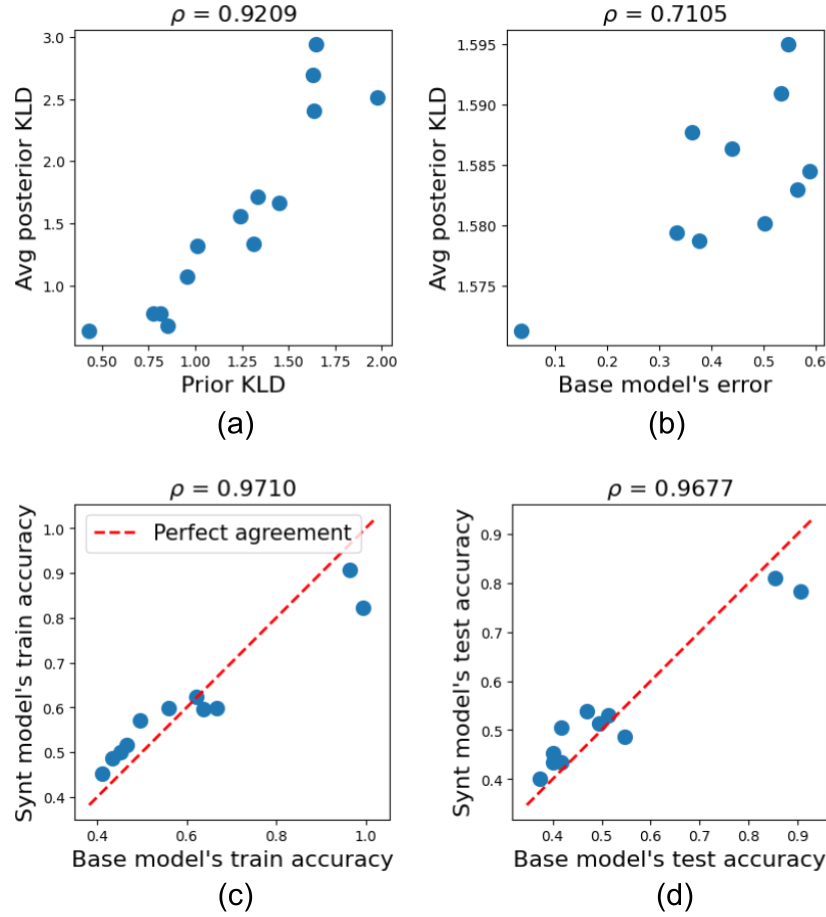 ρ = 0.9209
3.0
2.5
2.0
1.5
1.0
Avg posterior KLD
0.50 0.75 1.00 1.25 1.50 1.75 2.00
Prior KLD
(a)
ρ = 0.7105
1.595
1.590
1.585
1.580
1.575
Avg posterior KLD
0.1 0.2 0.3 0.4 0.5 0.6
Base model's error
(b)
ρ = 0.9710
Perfect agreement
1.0
0.9
0.8
0.7
0.6
0.5
0.4
Synt model's train accuracy
0.4 0.6 0.8 1.0
Base model's train accuracy
(c)
ρ = 0.9677
0.9
0.8
0.7
0.6
0.5
0.4
Synt model's test accuracy
0.4 0.5 0.6 0.7 0.8 0.9
Base model's test accuracy
(d)